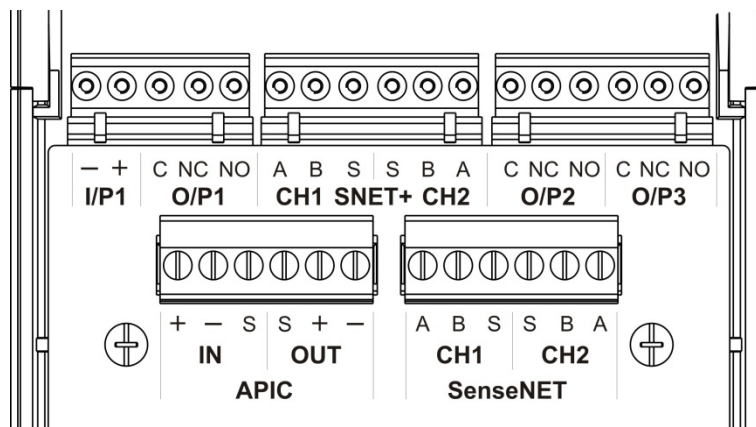 − + C NC NO A B S S B A C NC NO C NC NO
I/P1 O/P1 CH1 SNET+ CH2 O/P2 O/P3
+ − S S + − A B S S B A
IN OUT CH1 CH2
APIC SenseNET